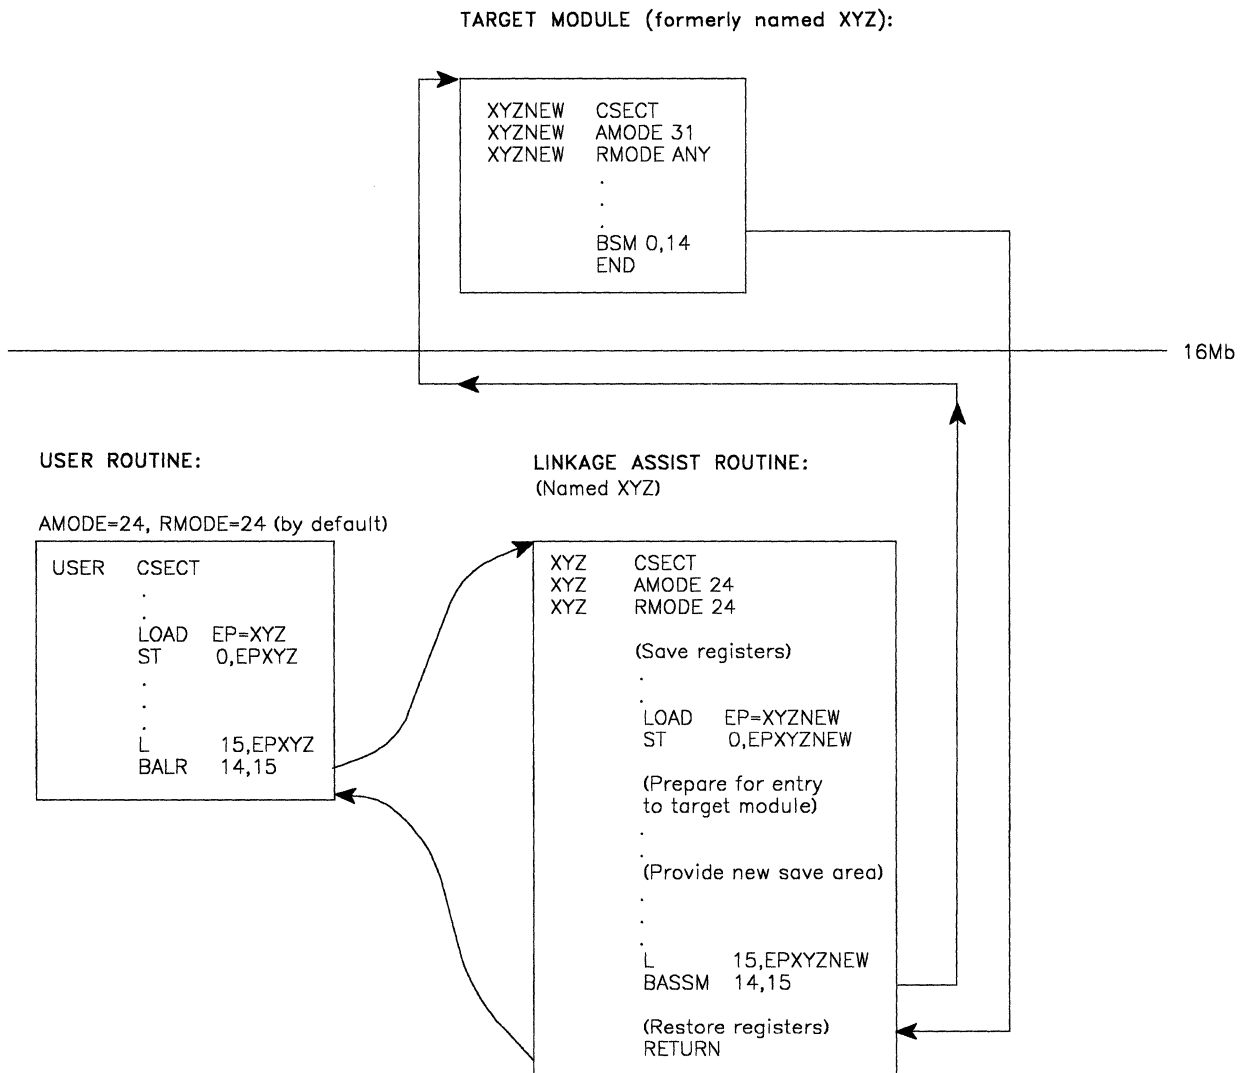 TARGET MODULE (formerly named XYZ):
XYZNEW CSECT
XYZNEW AMODE 31
XYZNEW RMODE ANY
.
.
.
BSM 0,14
END
16Mb
USER ROUTINE:
AMODE=24, RMODE=24 (by default)
USER CSECT
.
.
LOAD EP=XYZ
ST 0,EPXYZ
.
.
.
L 15,EPXYZ
BALR 14,15
LINKAGE ASSIST ROUTINE:
(Named XYZ)
XYZ CSECT
XYZ AMODE 24
XYZ RMODE 24
(Save registers)
.
.
LOAD EP=XYZNEW
ST 0,EPXYZNEW
(Prepare for entry
to target module)
.
.
(Provide new save area)
.
.
.
L 15,EPXYZNEW
BASSM 14,15
(Restore registers)
RETURN